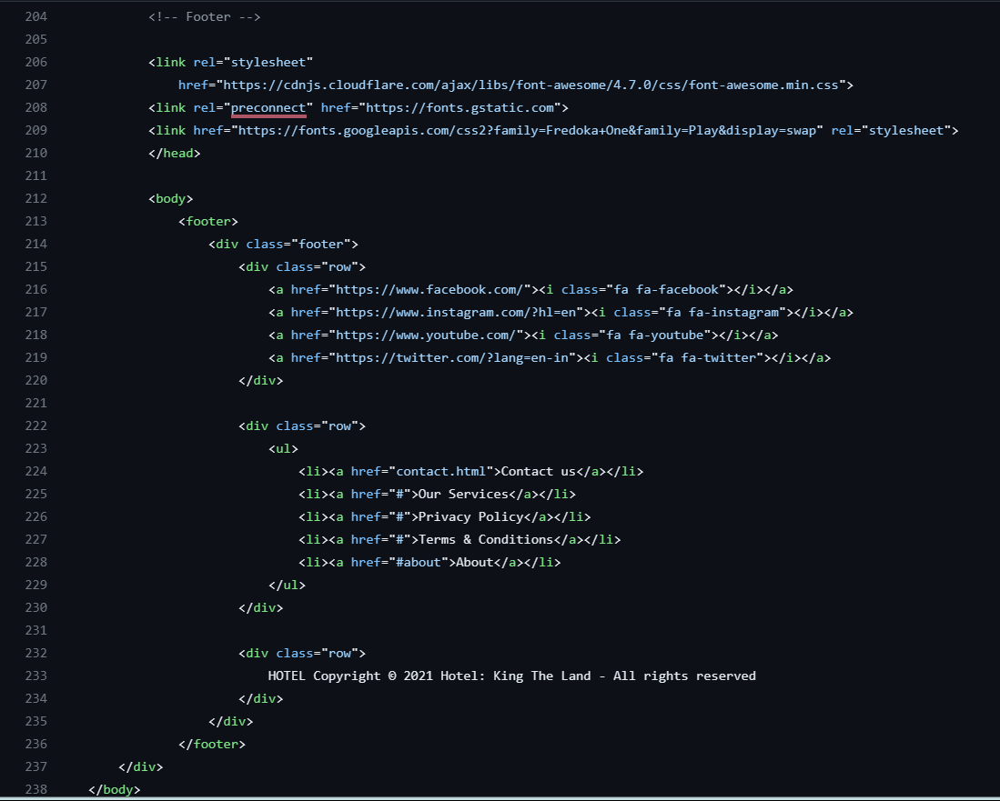 204 <!-- Footer -->
205
206 <link rel="stylesheet"
207 href="https://cdnjs.cloudflare.com/ajax/libs/font-awesome/4.7.0/css/font-awesome.min.css">
208 <link rel="preconnect" href="https://fonts.gstatic.com">
209 <link href="https://fonts.googleapis.com/css2?family=Fredoka+One&family=Play&display=swap" rel="stylesheet">
210 </head>
211
212 <body>
213 <footer>
214 <div class="footer">
215 <div class="row">
216 <a href="https://www.facebook.com/"><i class="fa fa-facebook"></i></a>
217 <a href="https://www.instagram.com/?hl=en"><i class="fa fa-instagram"></i></a>
218 <a href="https://www.youtube.com/"><i class="fa fa-youtube"></i></a>
219 <a href="https://twitter.com/?lang=en-in"><i class="fa fa-twitter"></i></a>
220 </div>
221
222 <div class="row">
223 <ul>
224 <li><a href="contact.html">Contact us</a></li>
225 <li><a href="#">Our Services</a></li>
226 <li><a href="#">Privacy Policy</a></li>
227 <li><a href="#">Terms & Conditions</a></li>
228 <li><a href="#about">About</a></li>
229 </ul>
230 </div>
231
232 <div class="row">
233 HOTEL Copyright © 2021 Hotel: King The Land - All rights reserved
234 </div>
235 </div>
236 </footer>
237 </div>
238 </body>